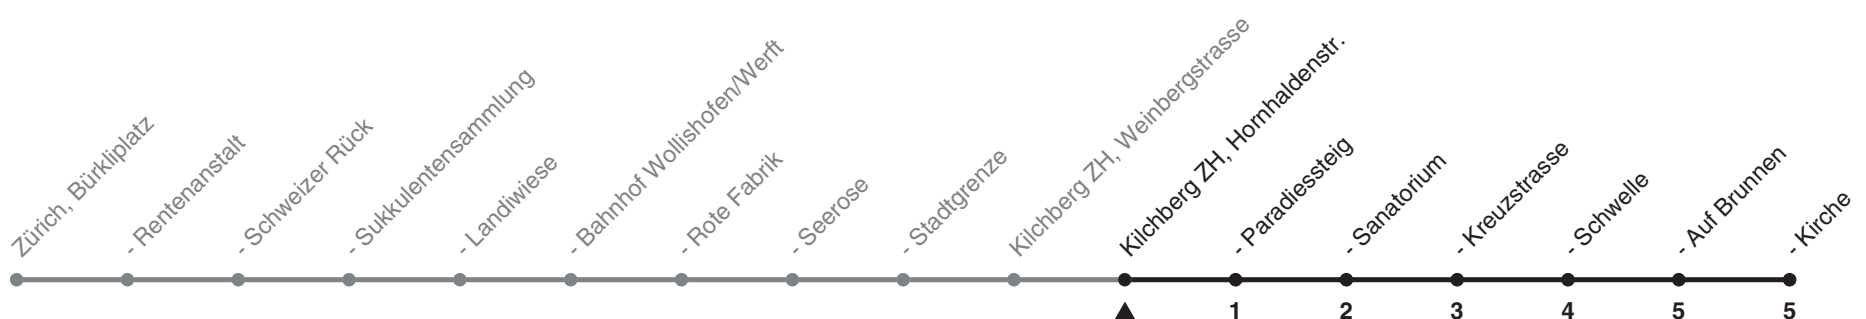 Zürich, Bürkliplatz
- Rentenanstalt
- Schweizer Rück
- Sukkulentensammlung
- Landiwiese
- Bahnhof Wollishofen/Werft
- Rote Fabrik
- Seerose
- Stadtgrenze
Kilchberg ZH, Weinbergstrasse
Kilchberg ZH, Hornhaldenstr.
- Paradiessteig
- Sanatorium
- Kreuzstrasse
- Schwelle
- Auf Brunnen
- Kirche
1 2 3 4 5 5